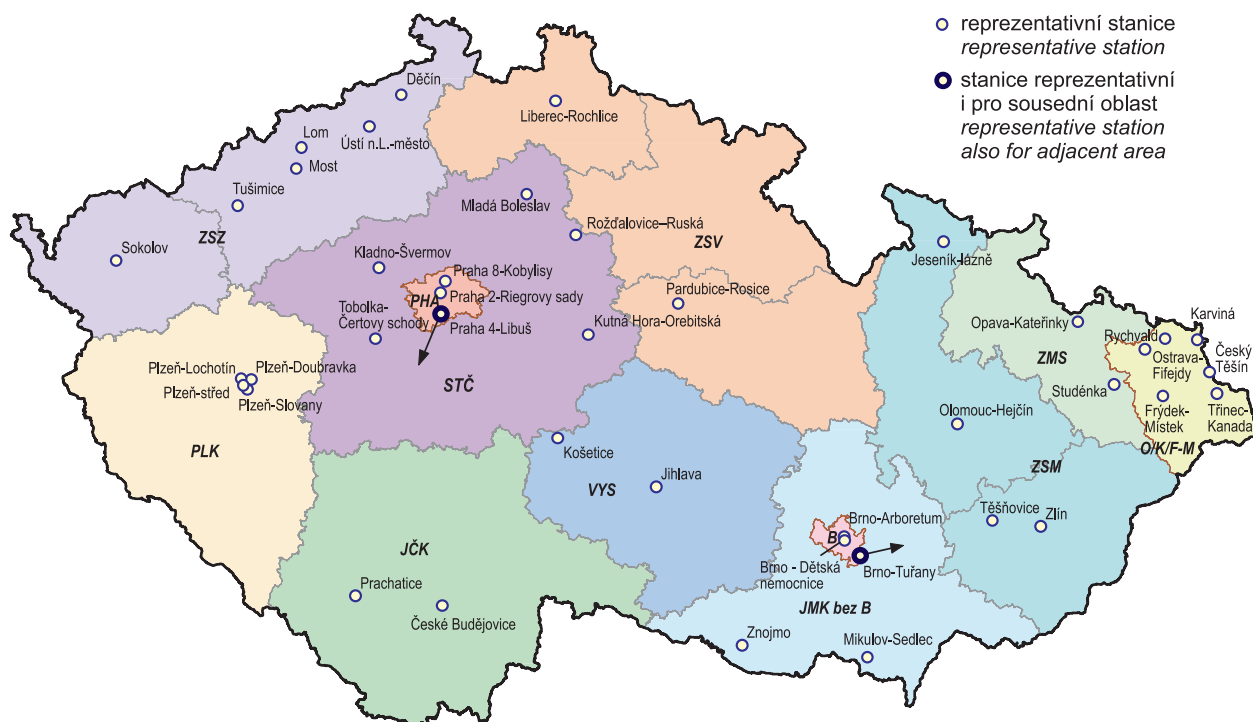 reprezentativní stanice
representative station
stanice reprezentativní
i pro sousední oblast
representative station
also for adjacent area
Děčín
Liberec-Rochlice
Lom
Ústí n.L.-město
Most
Tušimice
Mladá Boleslav
Rožďalovice–Ruská
ZSZ
ZSV
Sokolov
Jeseník-lázně
Kladno-Švermov
Praha 8-Kobylisy
PHA
Praha 2-Riegrovy sady
Pardubice-Rosice
Tobolka-
Čertovy schody
Praha 4-Libuš
Kutná Hora-Orebitská
Opava-Kateřinky
Karviná
Rychvald
ZMS
Ostrava-
Fifejdy
Český
Těšín
STČ
Plzeň-Lochotín
Plzeň-Doubravka
Plzeň-střed
Plzeň-Slovany
Studénka
Frýdek-
Místek
Třinec-
Kanada
Olomouc-Hejčín
O/K/F-M
PLK
Košetice
ZSM
VYS
Jihlava
Těšňovice
Zlín
Brno-Arboretum
B
JČK
Brno - Dětská
nemocnice
Brno-Tuřany
Prachatice
České Budějovice
JMK bez B
Znojmo
Mikulov-Sedlec